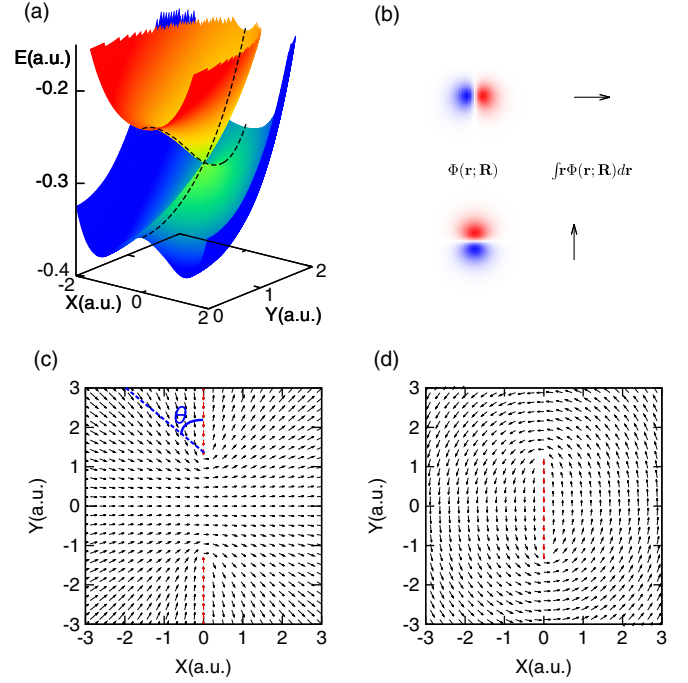 (a)
E(a.u.)
-0.2
-0.3
-0.4
-2
X(a.u.)
0
2
0
Y(a.u.)
1
2
(b)
Φ(r; R)
∫rΦ(r; R)dr
(c)
3
2
1
0
-1
-2
-3
Y(a.u.)
θ
-3 -2 -1 0 1 2 3
X(a.u.)
(d)
3
2
1
0
-1
-2
-3
Y(a.u.)
-3 -2 -1 0 1 2 3
X(a.u.)